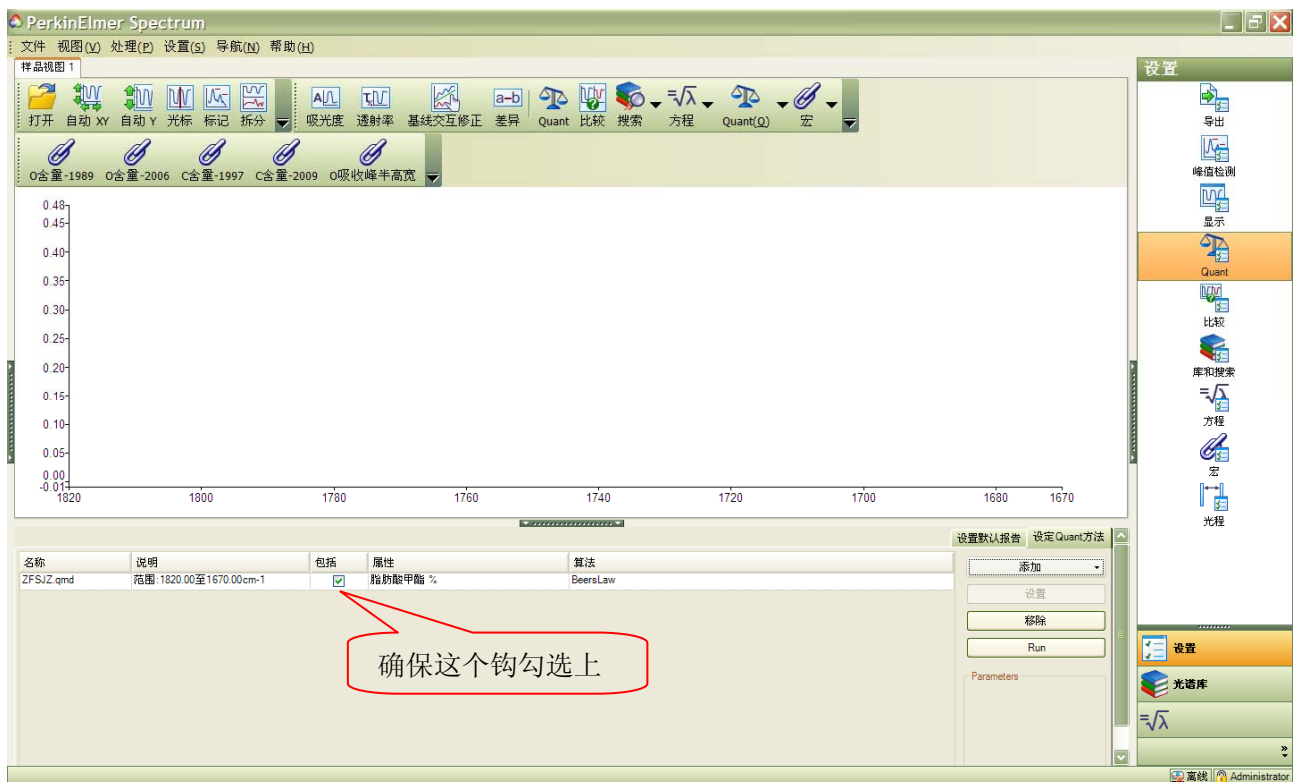 PerkinElmer Spectrum
文件 视图(V) 处理(P) 设置(S) 导航(N) 帮助(H)
样品视图 1
打开 自动 XY 自动 Y 光标 标记 拆分 吸光度 透射率 基线交互修正 差异 Quant 比较 搜索 方程 Quant(Q) 宏
O含量-1989 O含量-2006 C含量-1997 C含量-2009 O吸收峰半高宽
0.48
0.45
0.40
0.35
0.30
0.25
0.20
0.15
0.10
0.05
0.00
-0.01
1820 1800 1780 1760 1740 1720 1700 1680 1670
设置默认报告 设定Quant方法
名称 说明 包括 属性 算法
ZFSJZ.qmd 范围:1820.00至1670.00cm-1 脂肪酸甲酯 % BeersLaw
确保这个钩勾选上
添加
设置
移除
Run
Parameters
设置
导出
峰值检测
显示
Quant
比较
库和搜索
方程
宏
光程
设置
光谱库
离线 Administrator